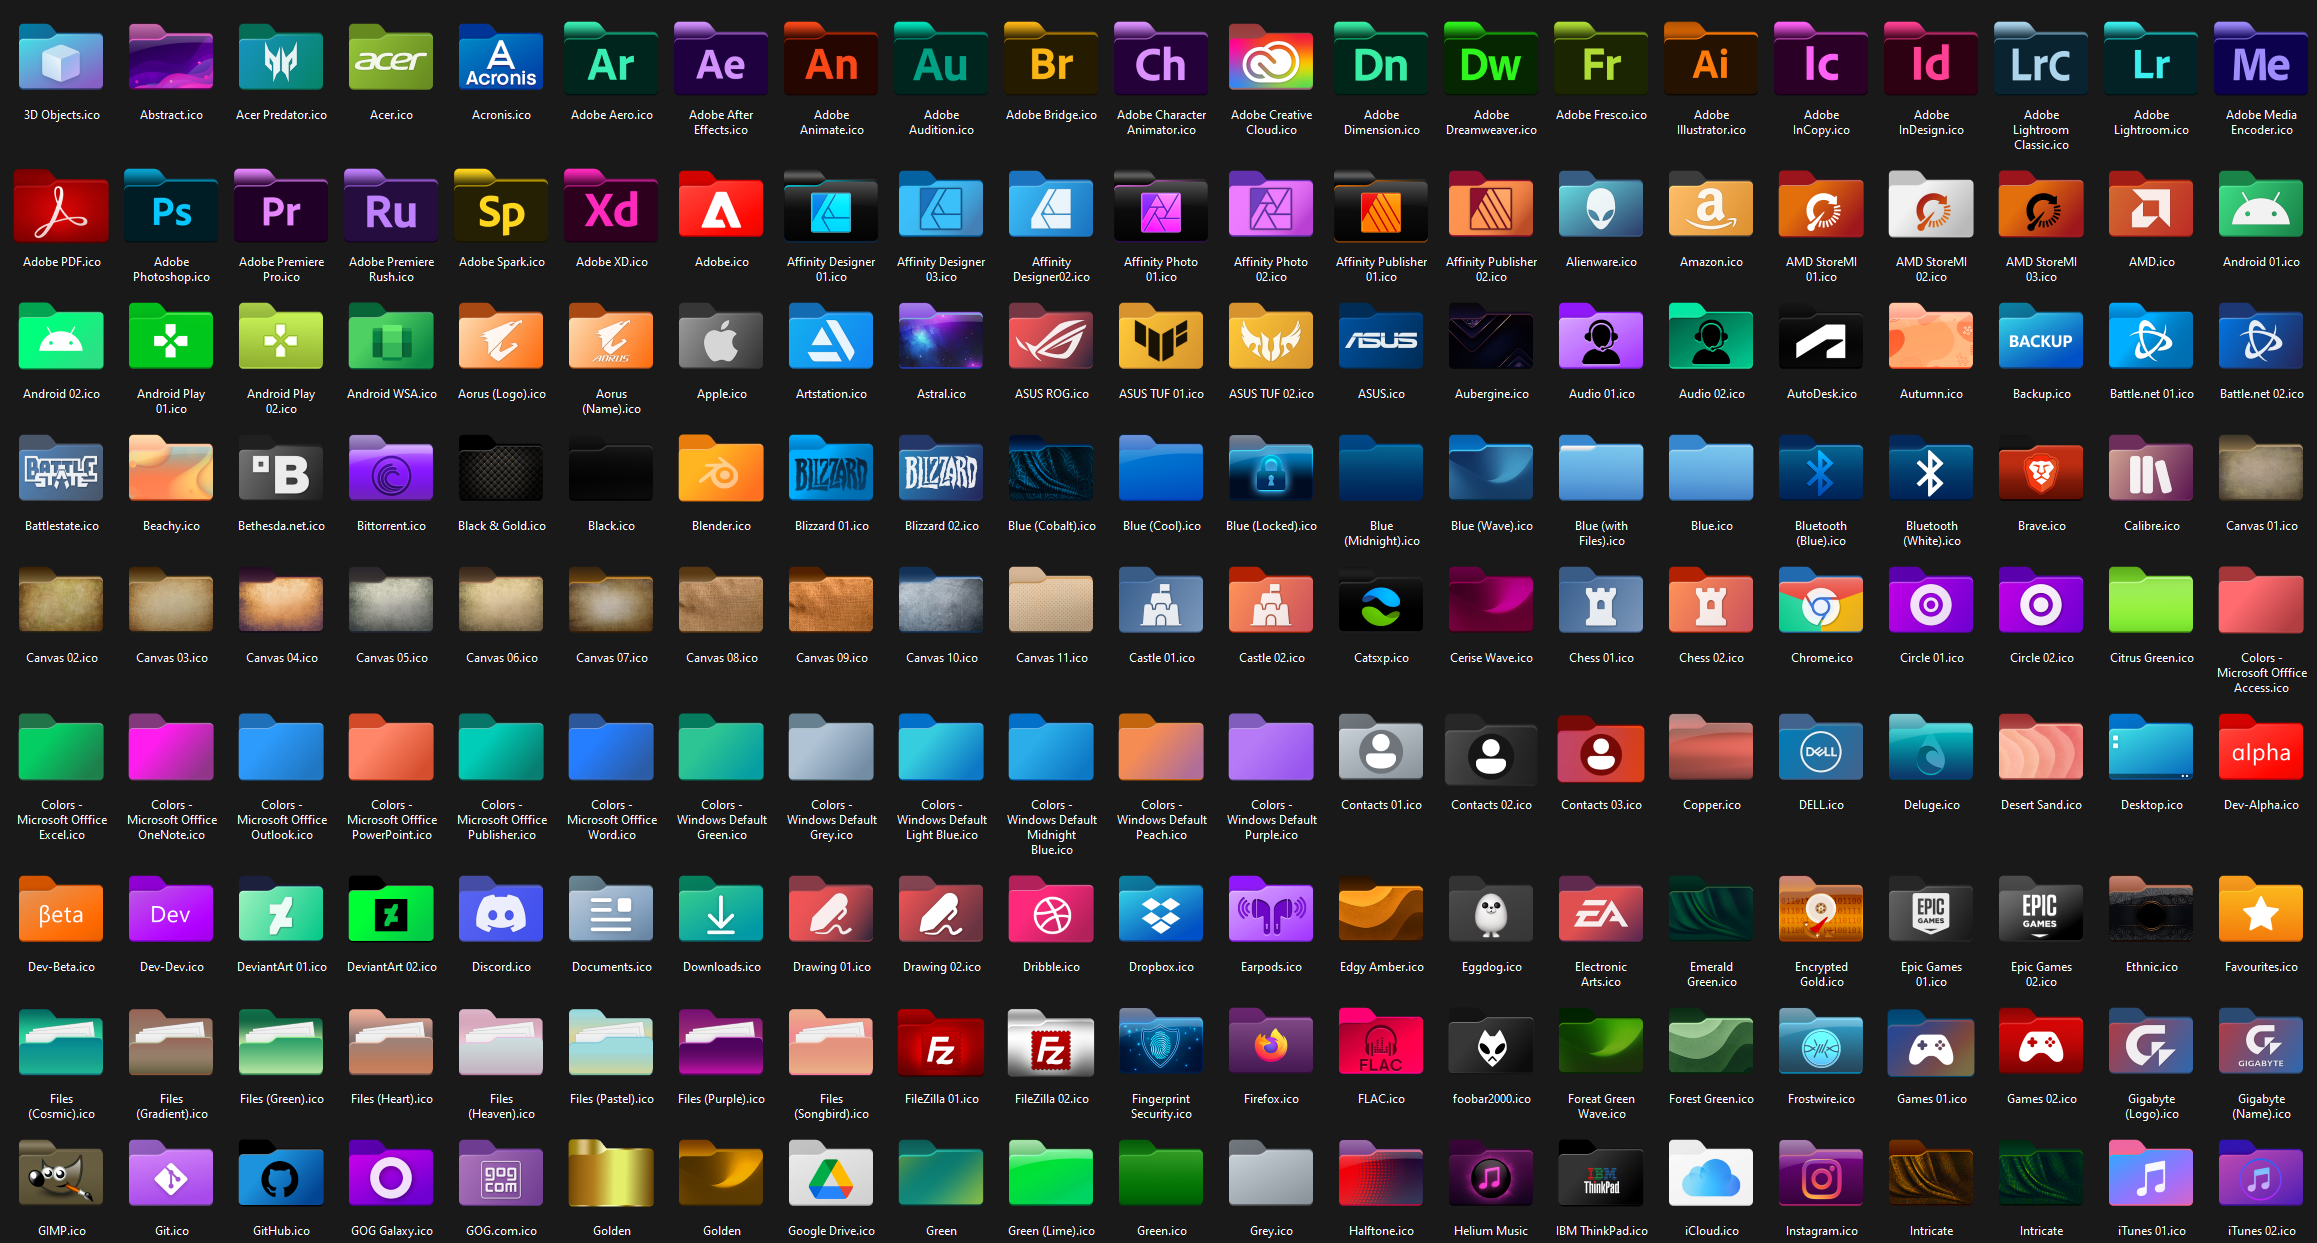 acer
A
Acronis
Ar
Ae
An
Au
Br
Ch
Dn
Dw
Fr
Ai
Ic
Id
LrC
Lr
Me
3D Objects.ico
Abstract.ico
Acer Predator.ico
Acer.ico
Acronis.ico
Adobe Aero.ico
Adobe After
Effects.ico
Adobe
Animate.ico
Adobe
Audition.ico
Adobe Bridge.ico
Adobe Character
Animator.ico
Adobe Creative
Cloud.ico
Adobe
Dimension.ico
Adobe
Dreamweaver.ico
Adobe Fresco.ico
Adobe
Illustrator.ico
Adobe
InCopy.ico
Adobe
InDesign.ico
Adobe
Lightroom
Classic.ico
Adobe
Lightroom.ico
Adobe Media
Encoder.ico
Ps
Pr
Ru
Sp
Xd
a
Adobe PDF.ico
Adobe
Photoshop.ico
Adobe Premiere
Pro.ico
Adobe Premiere
Rush.ico
Adobe Spark.ico
Adobe XD.ico
Adobe.ico
Affinity Designer
01.ico
Affinity Designer
03.ico
Affinity
Designer02.ico
Affinity Photo
01.ico
Affinity Photo
02.ico
Affinity Publisher
01.ico
Affinity Publisher
02.ico
Alienware.ico
Amazon.ico
AMD StoreMI
01.ico
AMD StoreMI
02.ico
AMD StoreMI
03.ico
AMD.ico
Android 01.ico
AORUS
ASUS
BACKUP
Android 02.ico
Android Play
01.ico
Android Play
02.ico
Android WSA.ico
Aorus (Logo).ico
Aorus
(Name).ico
Apple.ico
Artstation.ico
Astral.ico
ASUS ROG.ico
ASUS TUF 01.ico
ASUS TUF 02.ico
ASUS.ico
Aubergine.ico
Audio 01.ico
Audio 02.ico
AutoDesk.ico
Autumn.ico
Backup.ico
Battle.net 01.ico
Battle.net 02.ico
BATTLE
STATE
B
BLIZZARD
BLIZZARD
Battlestate.ico
Beachy.ico
Bethesda.net.ico
Bittorrent.ico
Black & Gold.ico
Black.ico
Blender.ico
Blizzard 01.ico
Blizzard 02.ico
Blue (Cobalt).ico
Blue (Cool).ico
Blue (Locked).ico
Blue
(Midnight).ico
Blue (Wave).ico
Blue (with
Files).ico
Blue.ico
Bluetooth
(Blue).ico
Bluetooth
(White).ico
Brave.ico
Calibre.ico
Canvas 01.ico
Canvas 02.ico
Canvas 03.ico
Canvas 04.ico
Canvas 05.ico
Canvas 06.ico
Canvas 07.ico
Canvas 08.ico
Canvas 09.ico
Canvas 10.ico
Canvas 11.ico
Castle 01.ico
Castle 02.ico
Catsxp.ico
Cerise Wave.ico
Chess 01.ico
Chess 02.ico
Chrome.ico
Circle 01.ico
Circle 02.ico
Citrus Green.ico
Colors -
Microsoft Offfice
Access.ico
DELL
alpha
Colors -
Microsoft Offfice
Excel.ico
Colors -
Microsoft Offfice
OneNote.ico
Colors -
Microsoft Offfice
Outlook.ico
Colors -
Microsoft Offfice
PowerPoint.ico
Colors -
Microsoft Offfice
Publisher.ico
Colors -
Microsoft Offfice
Word.ico
Colors -
Windows Default
Green.ico
Colors -
Windows Default
Grey.ico
Colors -
Windows Default
Light Blue.ico
Colors -
Windows Default
Midnight
Blue.ico
Colors -
Windows Default
Peach.ico
Colors -
Windows Default
Purple.ico
Contacts 01.ico
Contacts 02.ico
Contacts 03.ico
Copper.ico
DELL.ico
Deluge.ico
Desert Sand.ico
Desktop.ico
Dev-Alpha.ico
βeta
Dev
EA
EPIC
GAMES
EPIC
GAMES
Dev-Beta.ico
Dev-Dev.ico
DeviantArt 01.ico
DeviantArt 02.ico
Discord.ico
Documents.ico
Downloads.ico
Drawing 01.ico
Drawing 02.ico
Dribble.ico
Dropbox.ico
Earpods.ico
Edgy Amber.ico
Eggdog.ico
Electronic
Arts.ico
Emerald
Green.ico
Encrypted
Gold.ico
Epic Games
01.ico
Epic Games
02.ico
Ethnic.ico
Favourites.ico
Fz
Fz
FLAC
GIGABYTE
Files
(Cosmic).ico
Files
(Gradient).ico
Files (Green).ico
Files (Heart).ico
Files
(Heaven).ico
Files (Pastel).ico
Files (Purple).ico
Files
(Songbird).ico
FileZilla 01.ico
FileZilla 02.ico
Fingerprint
Security.ico
Firefox.ico
FLAC.ico
foobar2000.ico
Foreat Green
Wave.ico
Forest Green.ico
Frostwire.ico
Games 01.ico
Games 02.ico
Gigabyte
(Logo).ico
Gigabyte
(Name).ico
gog
com
IBM
ThinkPad
GIMP.ico
Git.ico
GitHub.ico
GOG Galaxy.ico
GOG.com.ico
Golden
Golden
Google Drive.ico
Green
Green (Lime).ico
Green.ico
Grey.ico
Halftone.ico
Helium Music
IBM ThinkPad.ico
iCloud.ico
Instagram.ico
Intricate
Intricate
iTunes 01.ico
iTunes 02.ico